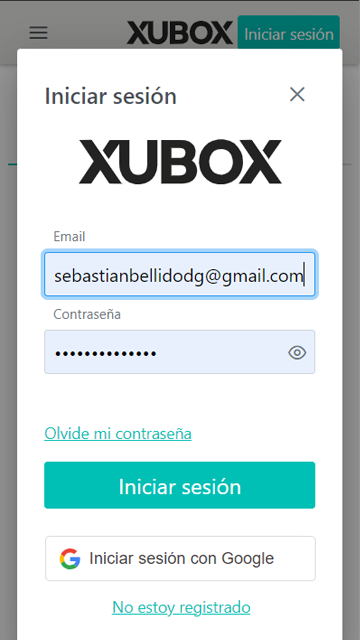 XUBOX
Iniciar sesión
Iniciar sesión
XUBOX
Email
sebastianbellidodg@gmail.com
Contraseña
••••••••••••••
Olvide mi contraseña
Iniciar sesión
Iniciar sesión con Google
No estoy registrado